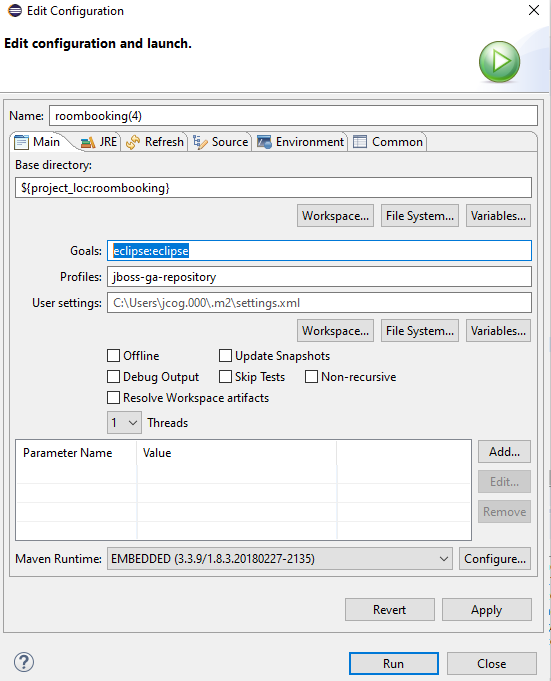 Edit Configuration
Edit configuration and launch.
Name: roombooking(4)
Main JRE Refresh Source Environment Common
Base directory:
${project_loc:roombooking}
Workspace... File System... Variables...
Goals: eclipse:eclipse
Profiles: jboss-ga-repository
User settings: C:\Users\jcog.000\.m2\settings.xml
Workspace... File System... Variables...
Offline Update Snapshots
Debug Output Skip Tests Non-recursive
Resolve Workspace artifacts
1 Threads
Parameter Name Value Add...
Edit...
Remove
Maven Runtime: EMBEDDED (3.3.9/1.8.3.20180227-2135) Configure...
Revert Apply
? Run Close